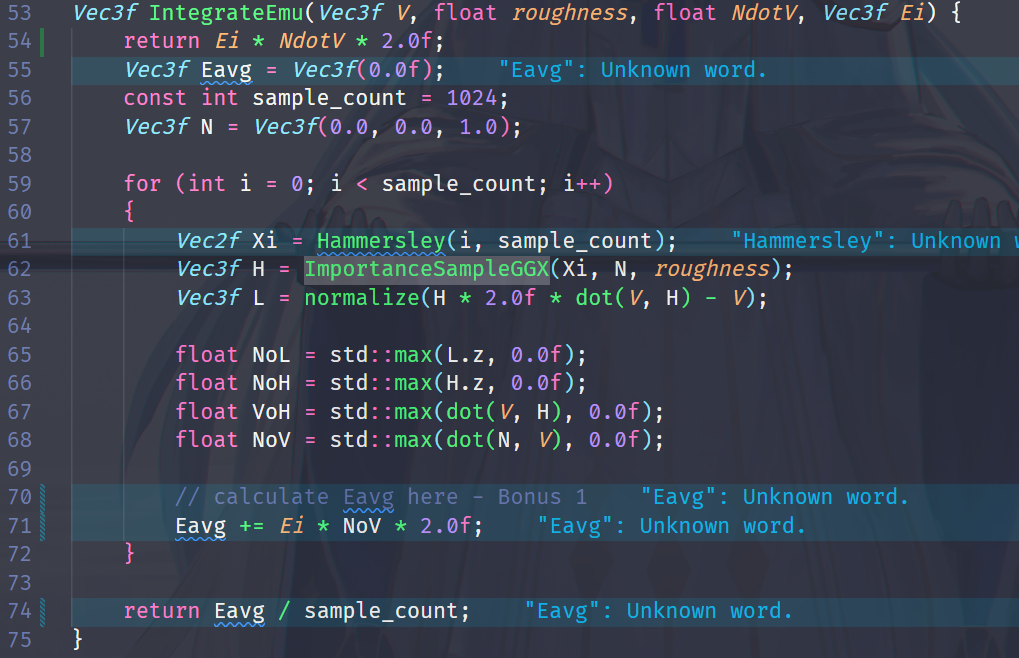 53 Vec3f IntegrateEmu(Vec3f V, float roughness, float NdotV, Vec3f Ei) {
54     return Ei * NdotV * 2.0f;
55     Vec3f Eavg = Vec3f(0.0f);    "Eavg": Unknown word.
56     const int sample_count = 1024;
57     Vec3f N = Vec3f(0.0, 0.0, 1.0);
58
59     for (int i = 0; i < sample_count; i++)
60     {
61         Vec2f Xi = Hammersley(i, sample_count);    "Hammersley": Unknown
62         Vec3f H = ImportanceSampleGGX(Xi, N, roughness);
63         Vec3f L = normalize(H * 2.0f * dot(V, H) - V);
64
65         float NoL = std::max(L.z, 0.0f);
66         float NoH = std::max(H.z, 0.0f);
67         float VoH = std::max(dot(V, H), 0.0f);
68         float NoV = std::max(dot(N, V), 0.0f);
69
70         // calculate Eavg here - Bonus 1    "Eavg": Unknown word.
71         Eavg += Ei * NoV * 2.0f;    "Eavg": Unknown word.
72     }
73
74     return Eavg / sample_count;    "Eavg": Unknown word.
75 }